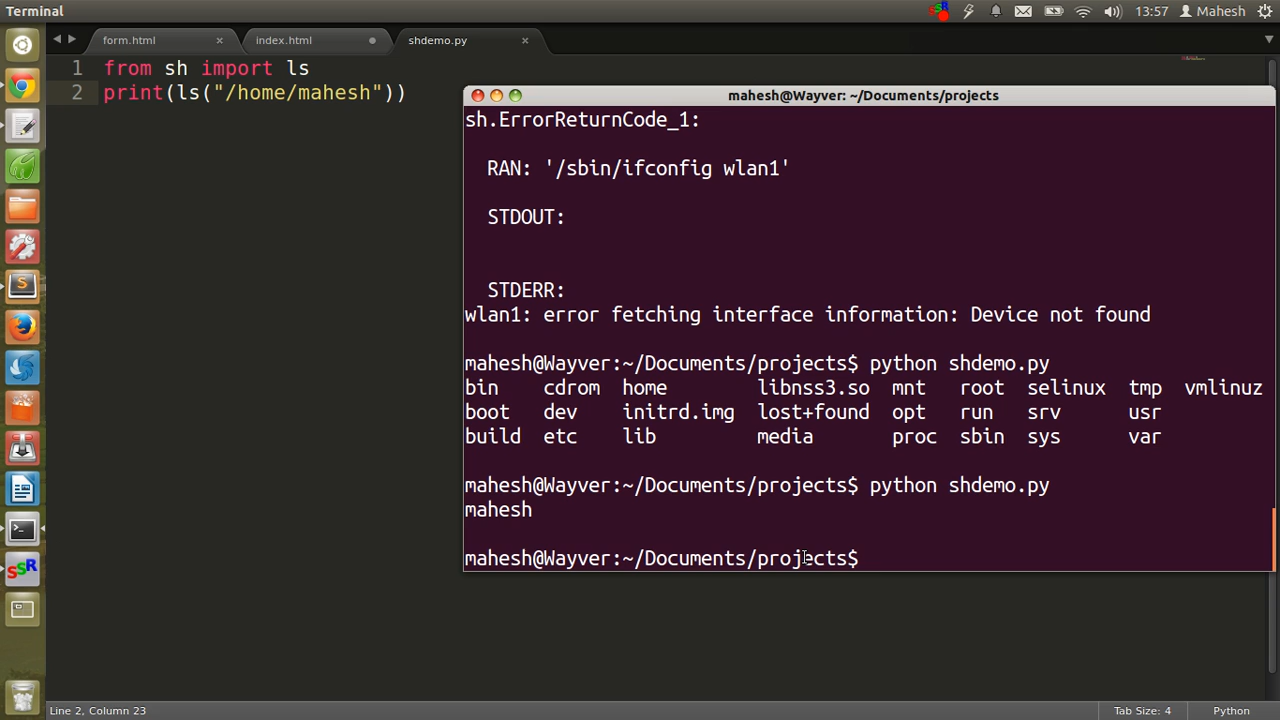 Terminal
13:57 Mahesh
form.html × index.html shdemo.py ×
1 from sh import ls
2 print(ls("/home/mahesh"))
mahesh@Wayver: ~/Documents/projects
sh.ErrorReturnCode_1:
RAN: '/sbin/ifconfig wlan1'
STDOUT:
STDERR:
wlan1: error fetching interface information: Device not found
mahesh@Wayver:~/Documents/projects$ python shdemo.py
bin cdrom home libnss3.so mnt root selinux tmp vmlinuz
boot dev initrd.img lost+found opt run srv usr
build etc lib media proc sbin sys var
mahesh@Wayver:~/Documents/projects$ python shdemo.py
mahesh
mahesh@Wayver:~/Documents/projects$
Line 2, Column 23
Tab Size: 4 Python